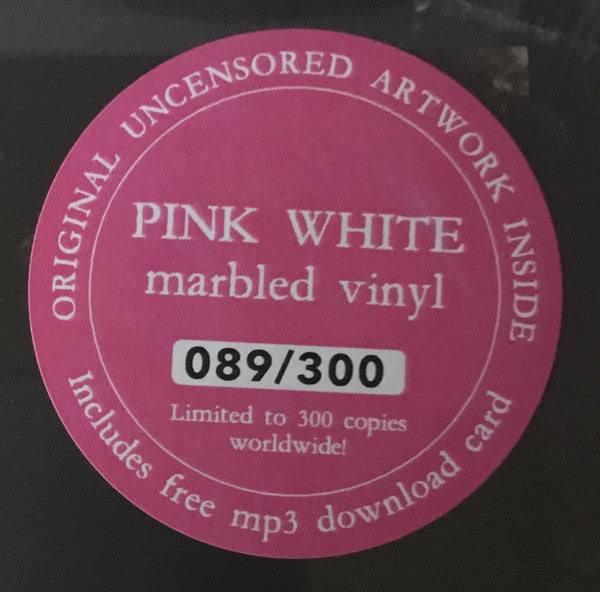 ORIGINAL UNCENSORED ARTWORK INSIDE
PINK WHITE
marbled vinyl
089/300
Limited to 300 copies
worldwide!
Includes free mp3 download card